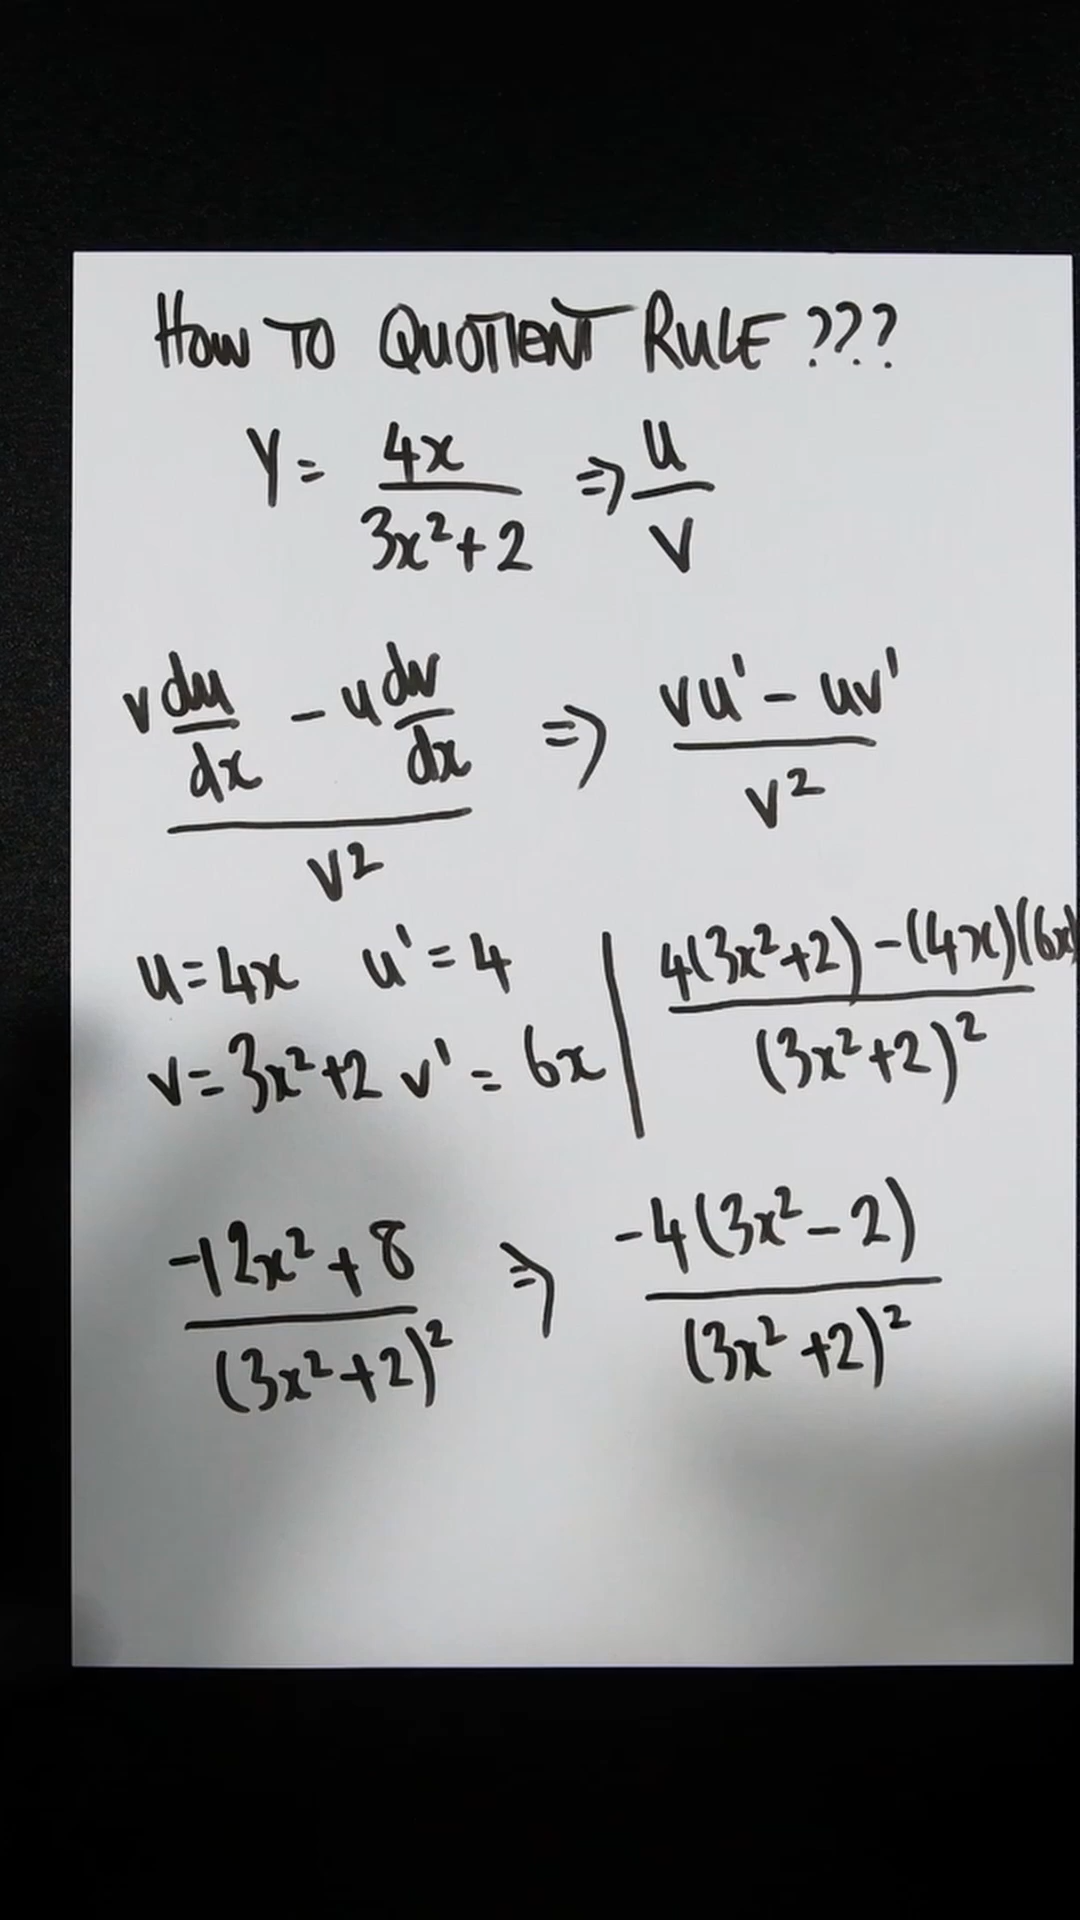 How TO QUOTIENT RULE ???
Y = 4x / 3x²+2 ⇒ u / v
v du/dx - u dv/dx / v² ⇒ vu' - uv' / v²
u=4x u'=4 | 4(3x²+2) - (4x)(6x) / (3x²+2)²
v=3x²+2 v'= 6x
-12x²+8 / (3x²+2)² ⇒ -4(3x²-2) / (3x²+2)²